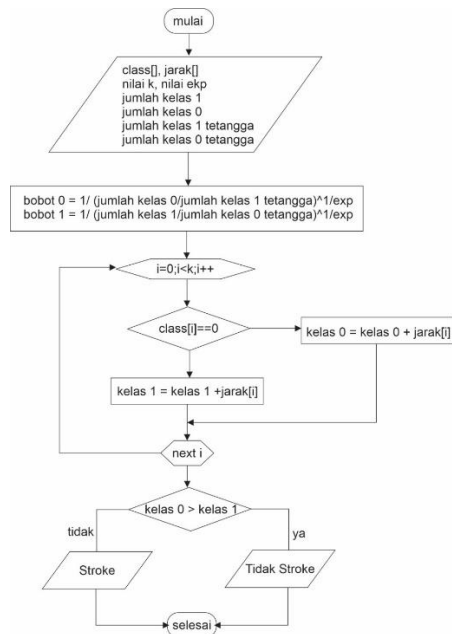 mulai
class[], jarak[]
nilai k, nilai ekp
jumlah kelas 1
jumlah kelas 0
jumlah kelas 1 tetangga
jumlah kelas 0 tetangga
bobot 0 = 1/ (jumlah kelas 0/jumlah kelas 1 tetangga)^1/exp
bobot 1 = 1/ (jumlah kelas 1/jumlah kelas 0 tetangga)^1/exp
i=0;i<k;i++
class[i]==0
kelas 0 = kelas 0 + jarak[i]
kelas 1 = kelas 1 +jarak[i]
next i
kelas 0 > kelas 1
tidak
ya
Stroke
Tidak Stroke
selesai